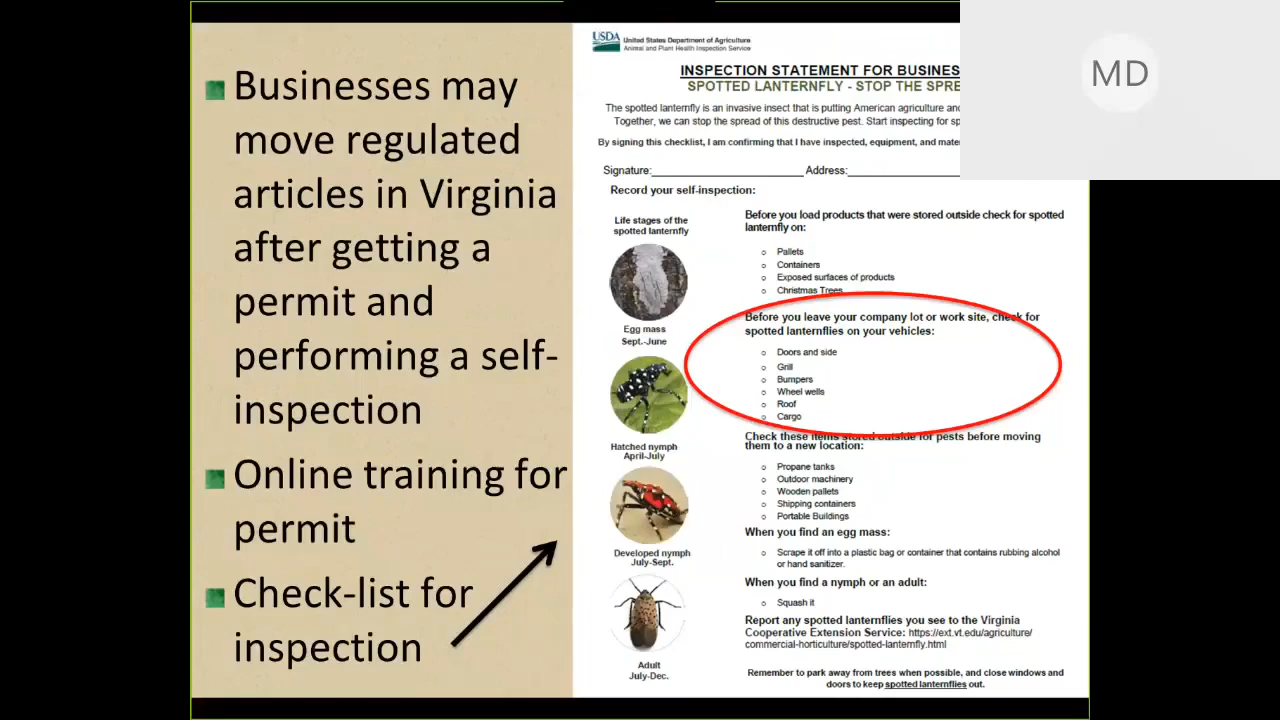 Businesses may
move regulated
articles in Virginia
after getting a
permit and
performing a self-
inspection
Online training for
permit
Check-list for
inspection
USDA
United States Department of Agriculture
Animal and Plant Health Inspection Service
INSPECTION STATEMENT FOR BUSINES
SPOTTED LANTERNFLY - STOP THE SPRE
The spotted lanternfly is an invasive insect that is putting American agriculture and
Together, we can stop the spread of this destructive pest. Start inspecting for sp
By signing this checklist, I am confirming that I have inspected, equipment, and mate
Signature: Address:
Record your self-inspection:
Life stages of the
spotted lanternfly
Egg mass
Sept.-June
Hatched nymph
April-July
Developed nymph
July-Sept.
Adult
July-Dec.
Before you load products that were stored outside check for spotted
lanternfly on:
Pallets
Containers
Exposed surfaces of products
Christmas Trees
Before you leave your company lot or work site, check for
spotted lanternflies on your vehicles:
Doors and side
Grill
Bumpers
Wheel wells
Roof
Cargo
Check these items stored outside for pests before moving
them to a new location:
Propane tanks
Outdoor machinery
Wooden pallets
Shipping containers
Portable Buildings
When you find an egg mass:
Scrape it off into a plastic bag or container that contains rubbing alcohol
or hand sanitizer.
When you find a nymph or an adult:
Squash it
Report any spotted lanternflies you see to the Virginia
Cooperative Extension Service: https://ext.vt.edu/agriculture/
commercial-horticulture/spotted-lanternfly.html
Remember to park away from trees when possible, and close windows and
doors to keep spotted lanternflies out.
MD